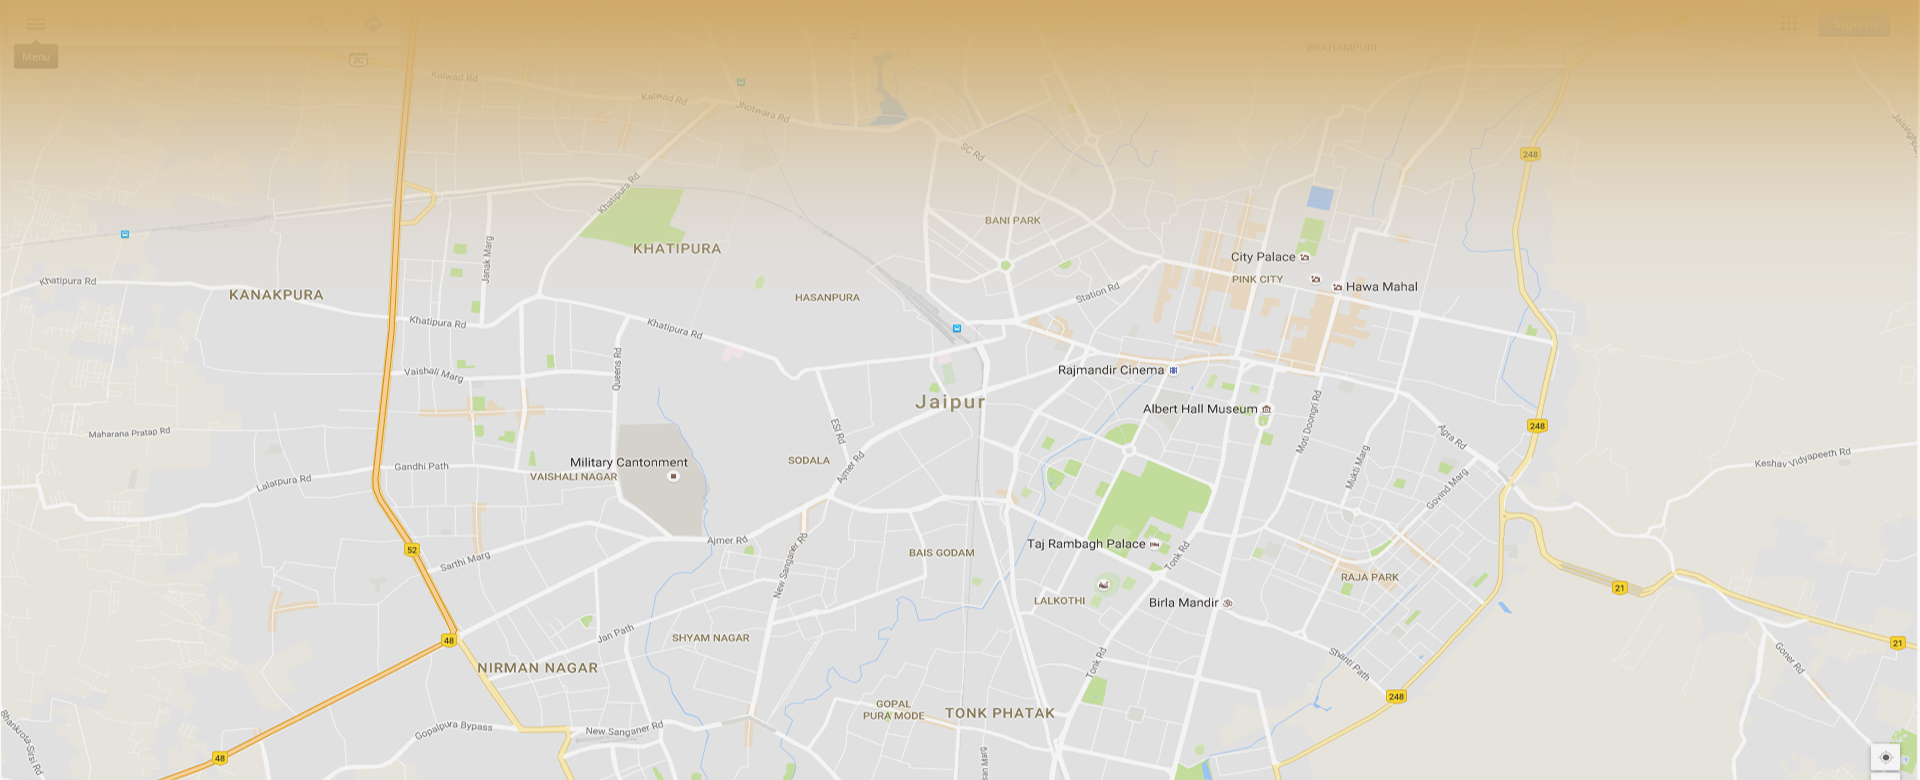 Sign in
Menu
BRAHAMPURI
2C
Kalwad Rd
Kalwad Rd
Jhotwara Rd
SC Rd
248
Khatipura Rd
BANI PARK
KHATIPURA
Janak Marg
City Palace
PINK CITY
Hawa Mahal
Khatipura Rd
KANAKPURA
HASANPURA
Station Rd
Khatipura Rd
Khatipura Rd
Queens Rd
Vaishali Marg
Rajmandir Cinema
Jaipur
Albert Hall Museum
Moti Doongri Rd
248
Agra Rd
Maharana Pratap Rd
ESI Rd
Military Cantonment
SODALA
Ajmer Rd
Gandhi Path
VAISHALI NAGAR
Lalarpura Rd
Mukti Marg
Govind Marg
Keshav Vidyapeeth Rd
52
Sarthi Marg
Ajmer Rd
New Sanganer Rd
BAIS GODAM
Taj Rambagh Palace
Tonk Rd
RAJA PARK
21
LALKOTHI
Birla Mandir
48
Jan Path
SHYAM NAGAR
NIRMAN NAGAR
Tonk Rd
Shanti Path
21
Goner Rd
248
GOPAL
PURA MODE
TONK PHATAK
Gopalpura Bypass
New Sanganer Rd
Bhankrota-Sirsi Rd
48